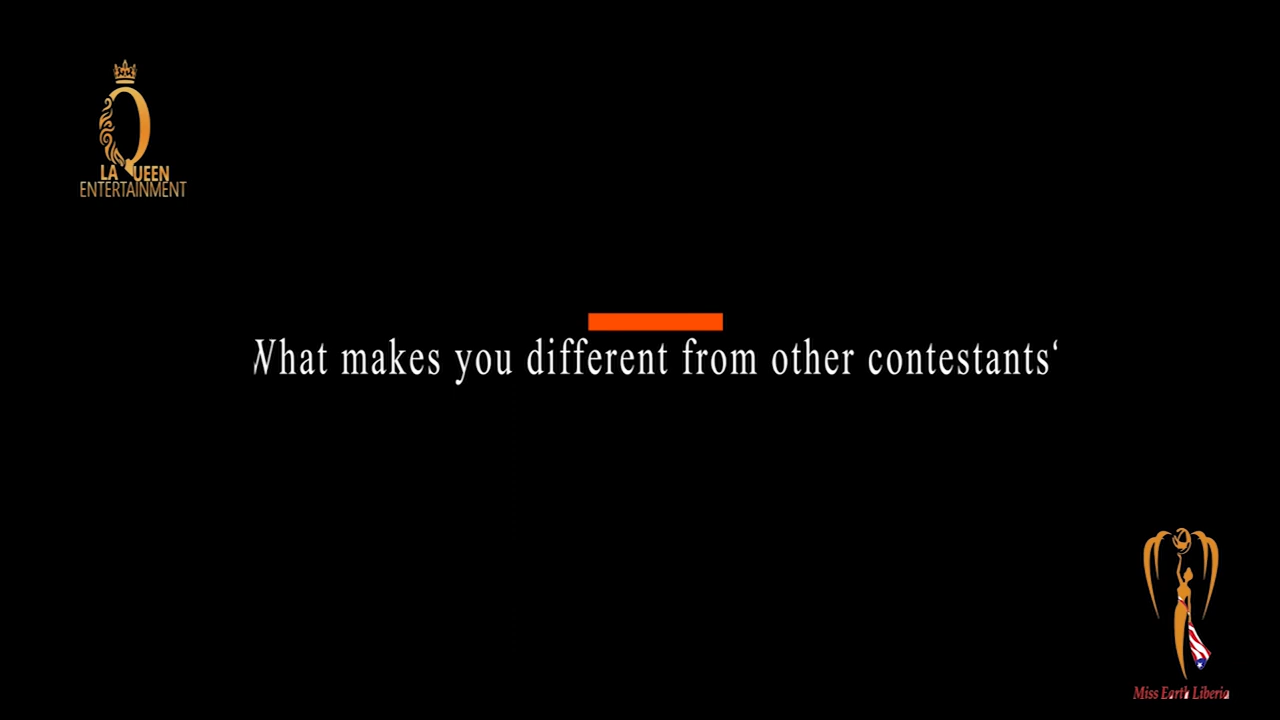 LA QUEEN
ENTERTAINMENT
What makes you different from other contestants
Miss Earth Liberia